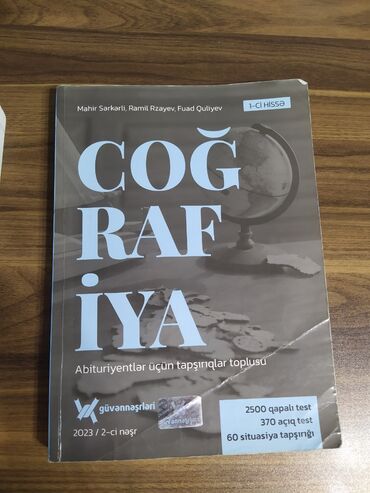 Mahir Sərkərli, Ramil Rzayev, Fuad Quliyev
1-Cİ HİSSƏ
COĞ
RAF
İYA
Abituriyentlər üçün tapşırıqlar toplusu
güvənnəşrləri
2023 / 2-ci nəşr
2500 qapalı test
370 açıq test
60 situasiya tapşırığı